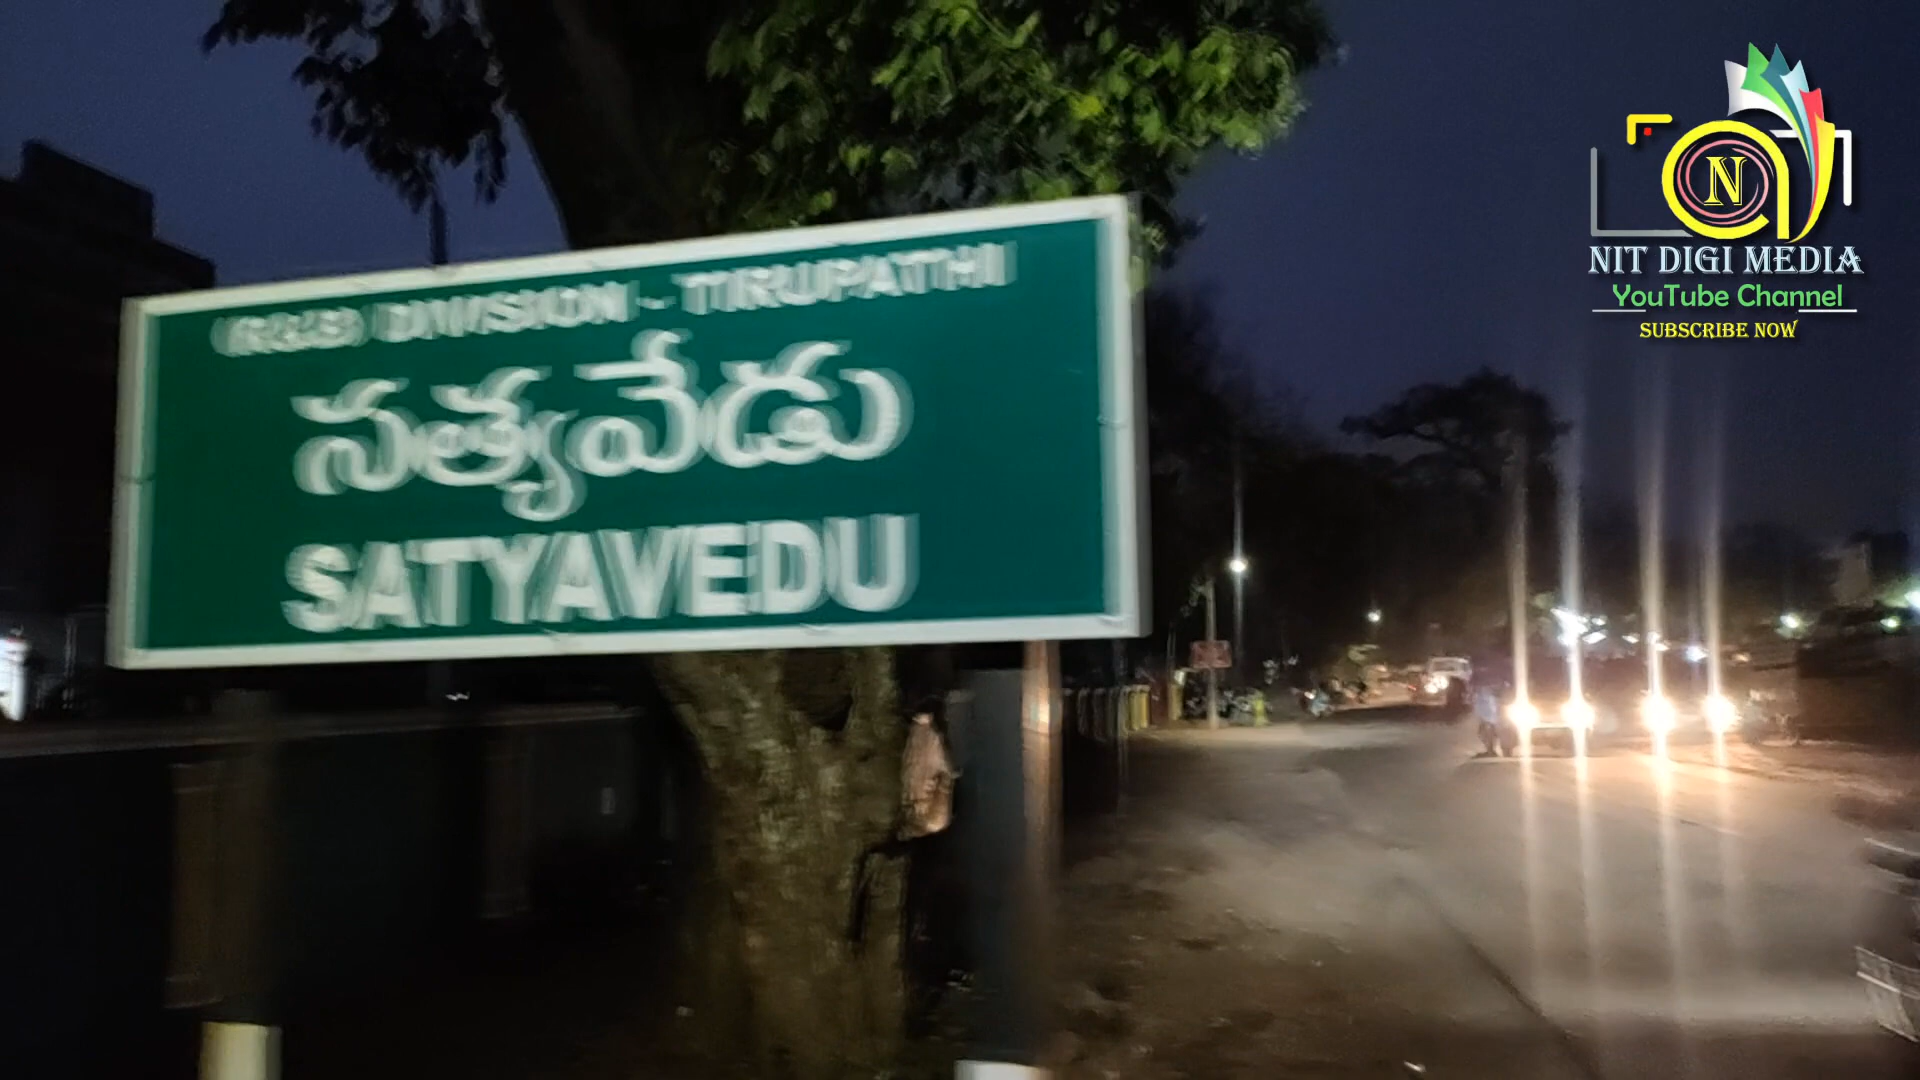 (R&B) DIVISION - TIRUPATHI
సత్యవేడు
SATYAVEDU
N
NIT DIGI MEDIA
YouTube Channel
SUBSCRIBE NOW